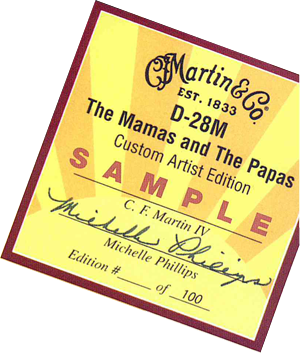 CFMartin & Co.
EST. 1833
D-28M
The Mamas and The Papas
Custom Artist Edition
SAMPLE
C. F. Martin IV
Michelle Phillips
Michelle Phillips
Edition #____ of 100